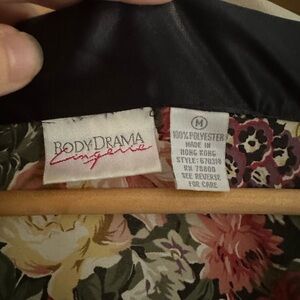 BODY DRAMA
Lingerie
M
100% POLYESTER
MADE IN
HONG KONG
STYLE: 670314
RN 78800
SEE REVERSE
FOR CARE